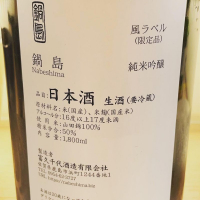 鍋島
鍋島
Nabeshima
風ラベル
(限定品)
純米吟醸
品目:日本酒 生酒(要冷蔵)
原材料名:米(国産)、米麹(国産米)
アルコール分:16度以上17度未満
使用米:山田錦100%
精米歩合:50%
内容量:1,800ml
製造者
富久千代酒造有限会社